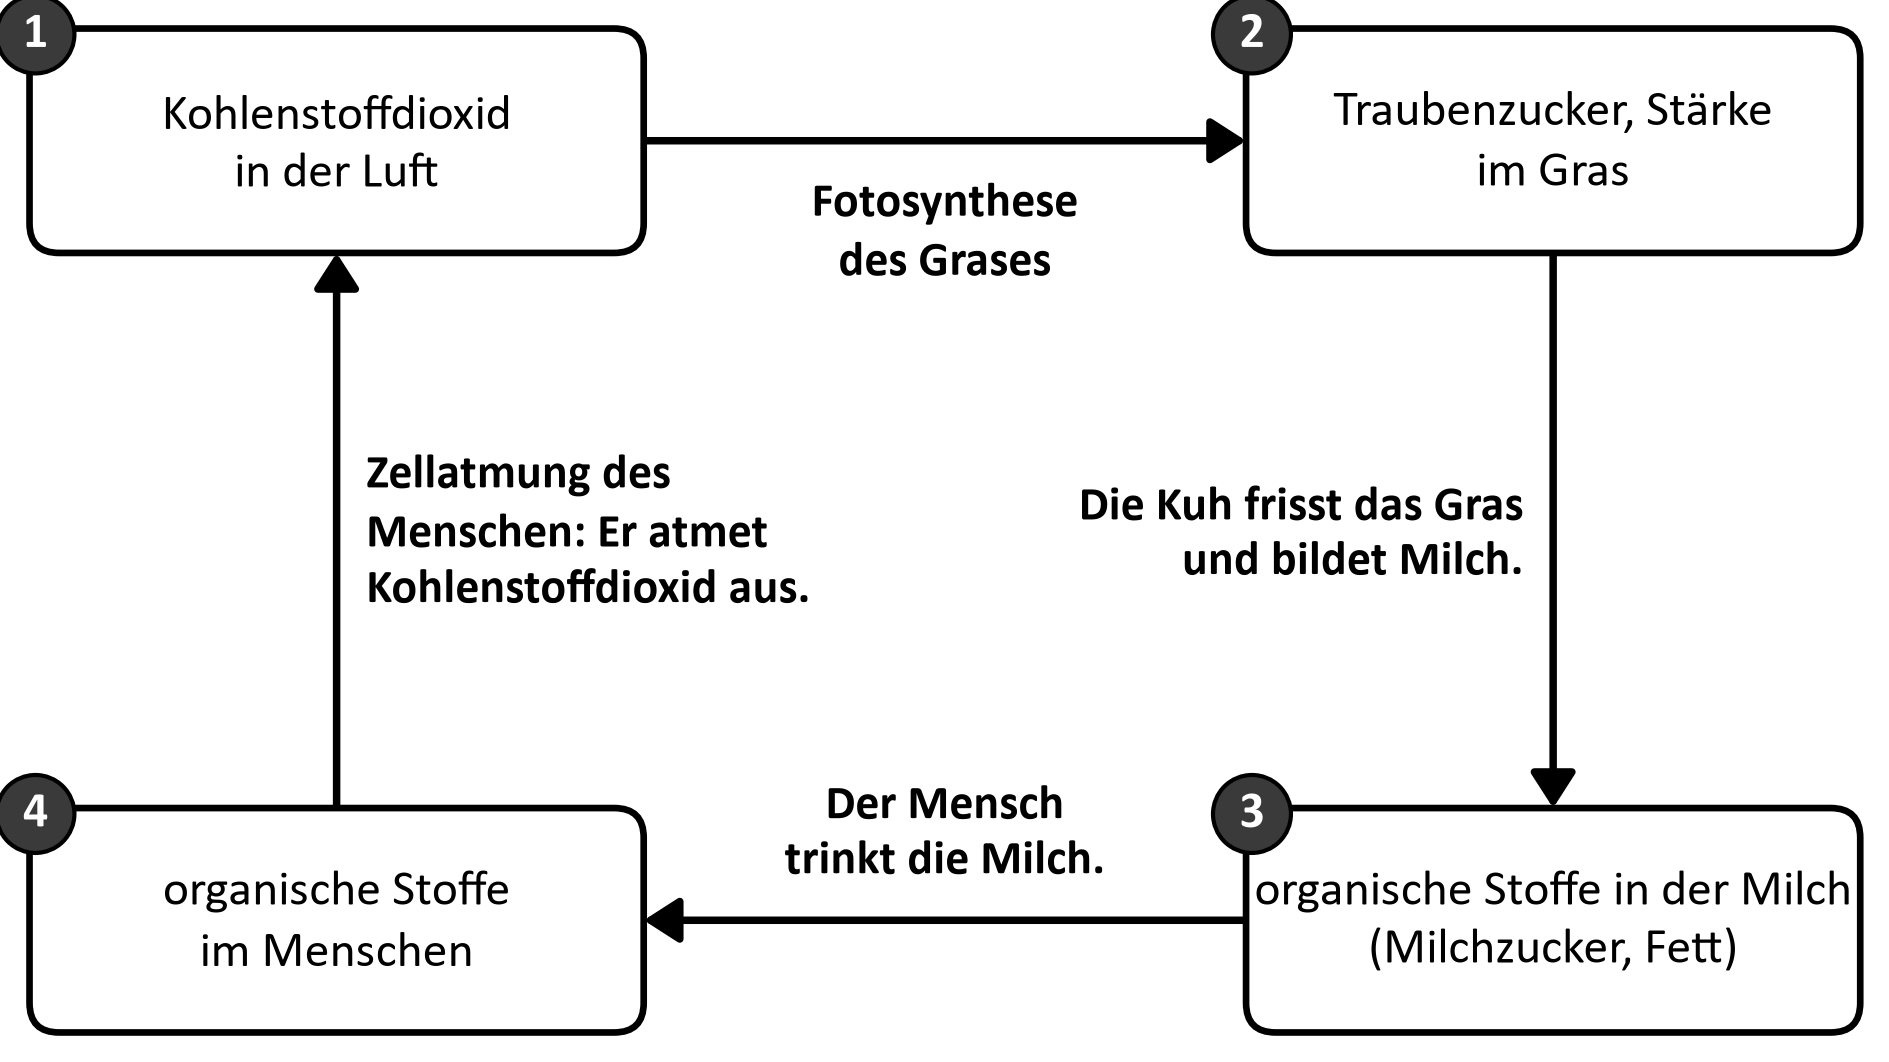 1
Kohlenstoffdioxid
in der Luft
Fotosynthese
des Grases
2
Traubenzucker, Stärke
im Gras
Die Kuh frisst das Gras
und bildet Milch.
3
organische Stoffe in der Milch
(Milchzucker, Fett)
Der Mensch
trinkt die Milch.
4
organische Stoffe
im Menschen
Zellatmung des
Menschen: Er atmet
Kohlenstoffdioxid aus.